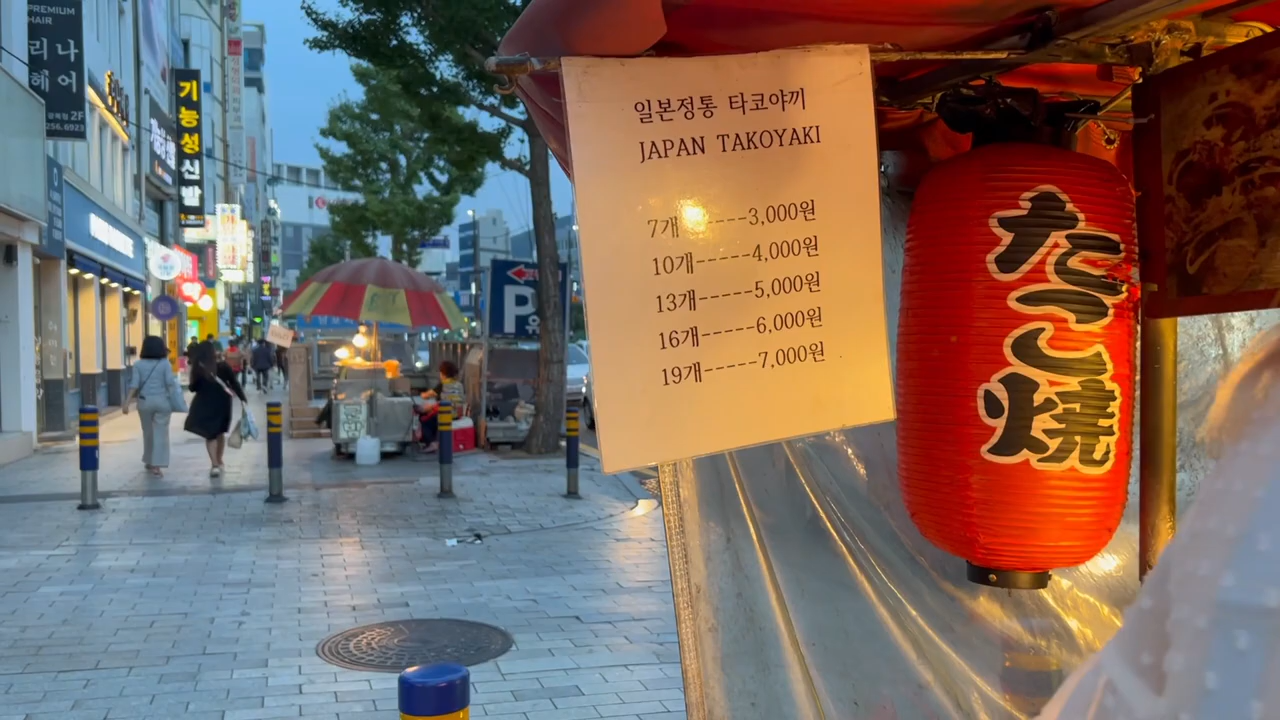 PREMIUM
HAIR
리나
헤어
2F
256.6923
기능성신발
P
일본정통 타코야끼
JAPAN TAKOYAKI
7개------3,000원
10개-----4,000원
13개-----5,000원
16개-----6,000원
19개-----7,000원
たこ焼